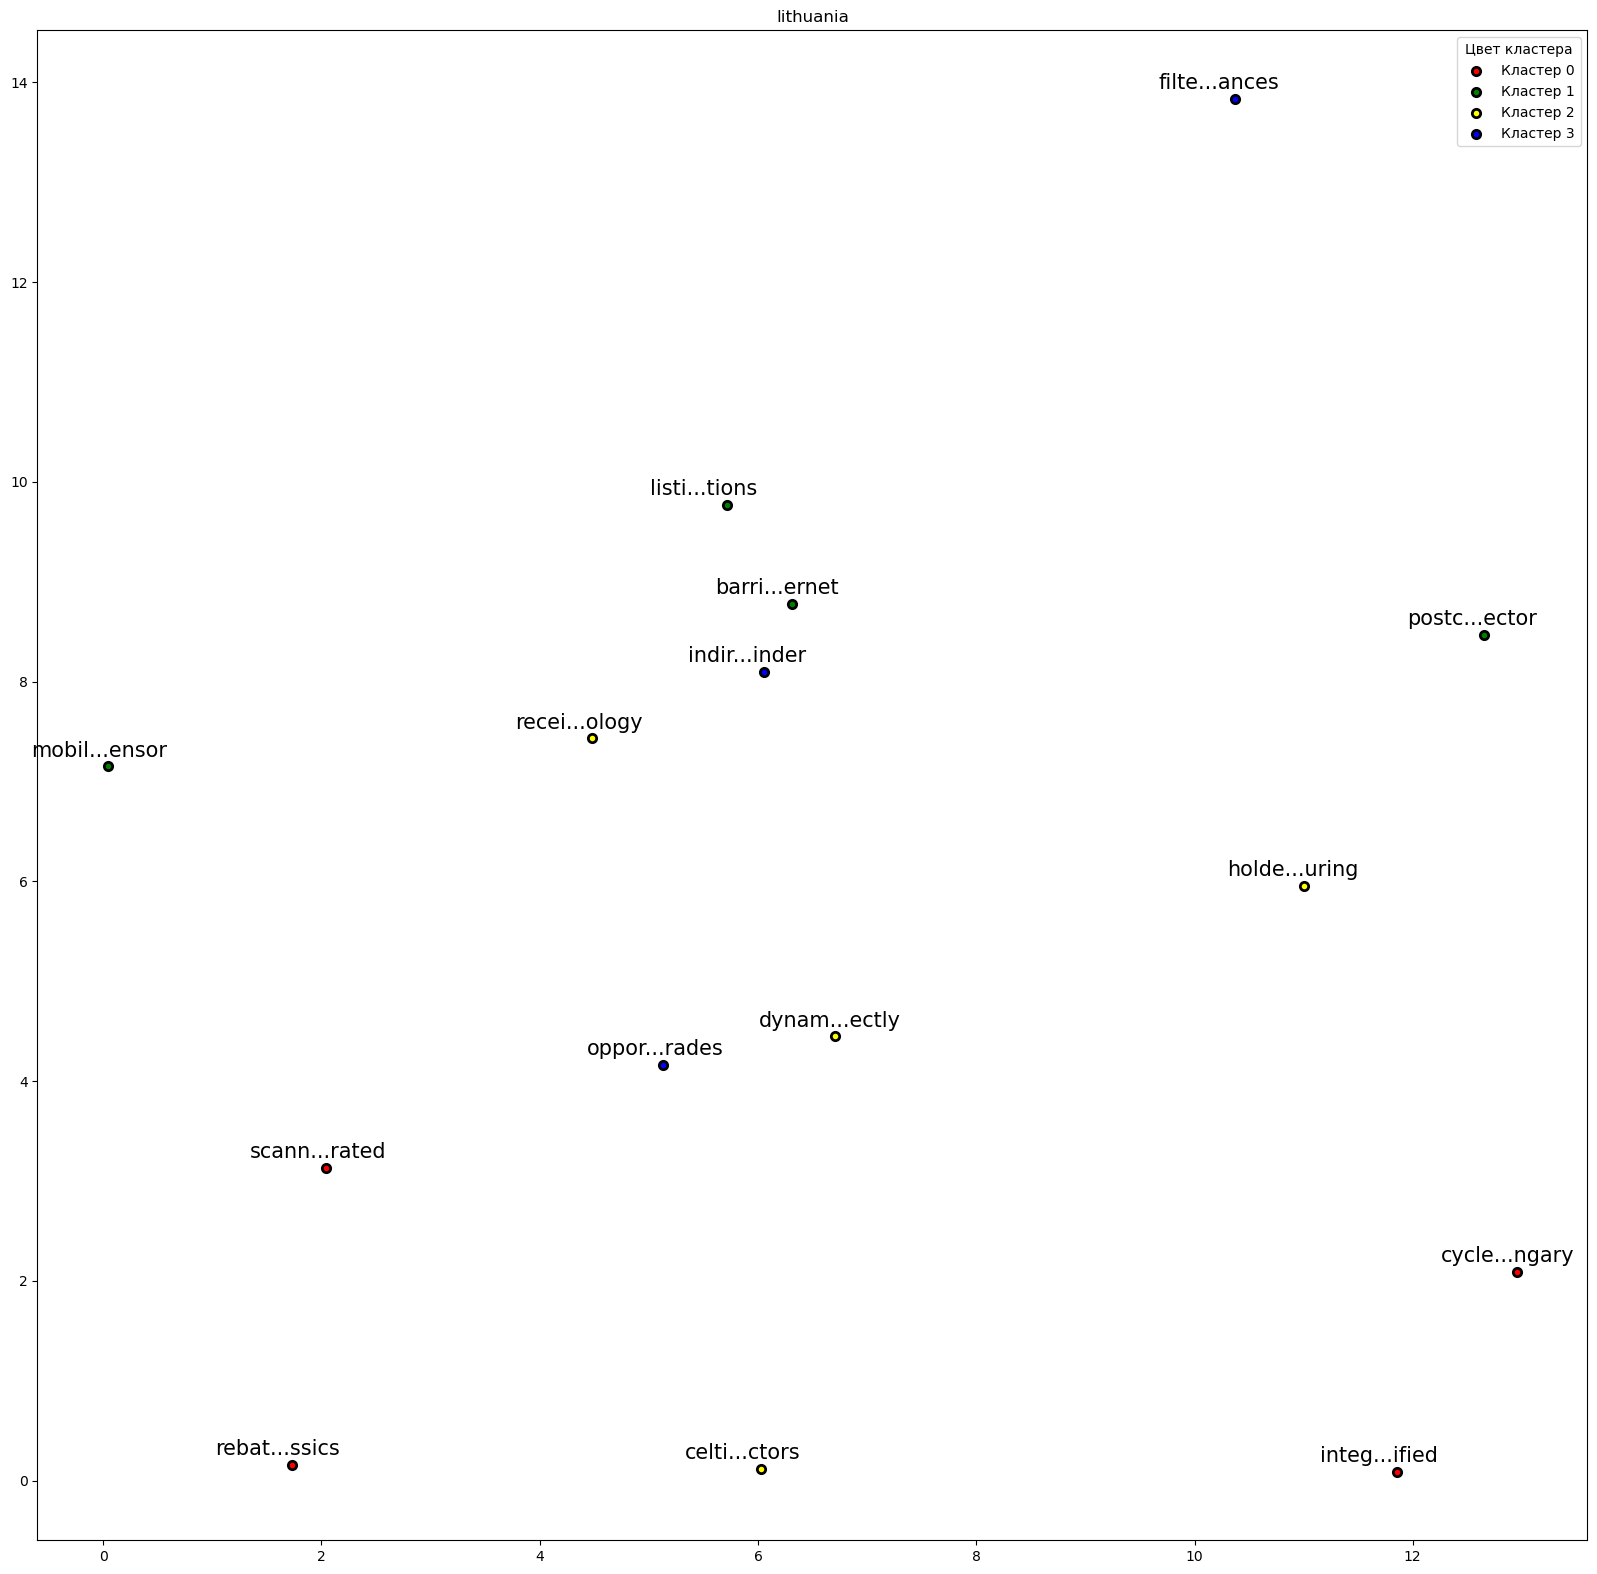 lithuania
Цвет кластера
Кластер 0
Кластер 1
Кластер 2
Кластер 3
14
12
10
8
6
4
2
0
filte...ances
listi...tions
barri...ernet
postc...ector
indir...inder
recei...ology
mobil...ensor
holde...uring
dynam...ectly
oppor...rades
scann...rated
cycle...ngary
rebat...ssics
celti...ctors
integ...ified
0
2
4
6
8
10
12